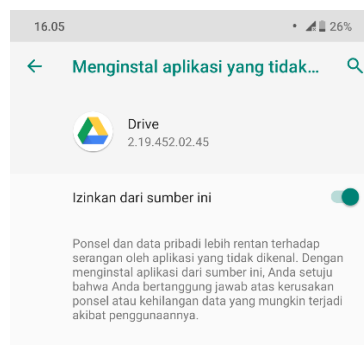 16.05 26%
Menginstal aplikasi yang tidak...
Drive
2.19.452.02.45
Izinkan dari sumber ini
Ponsel dan data pribadi lebih rentan terhadap
serangan oleh aplikasi yang tidak dikenal. Dengan
menginstal aplikasi dari sumber ini, Anda setuju
bahwa Anda bertanggung jawab atas kerusakan
ponsel atau kehilangan data yang mungkin terjadi
akibat penggunaannya.